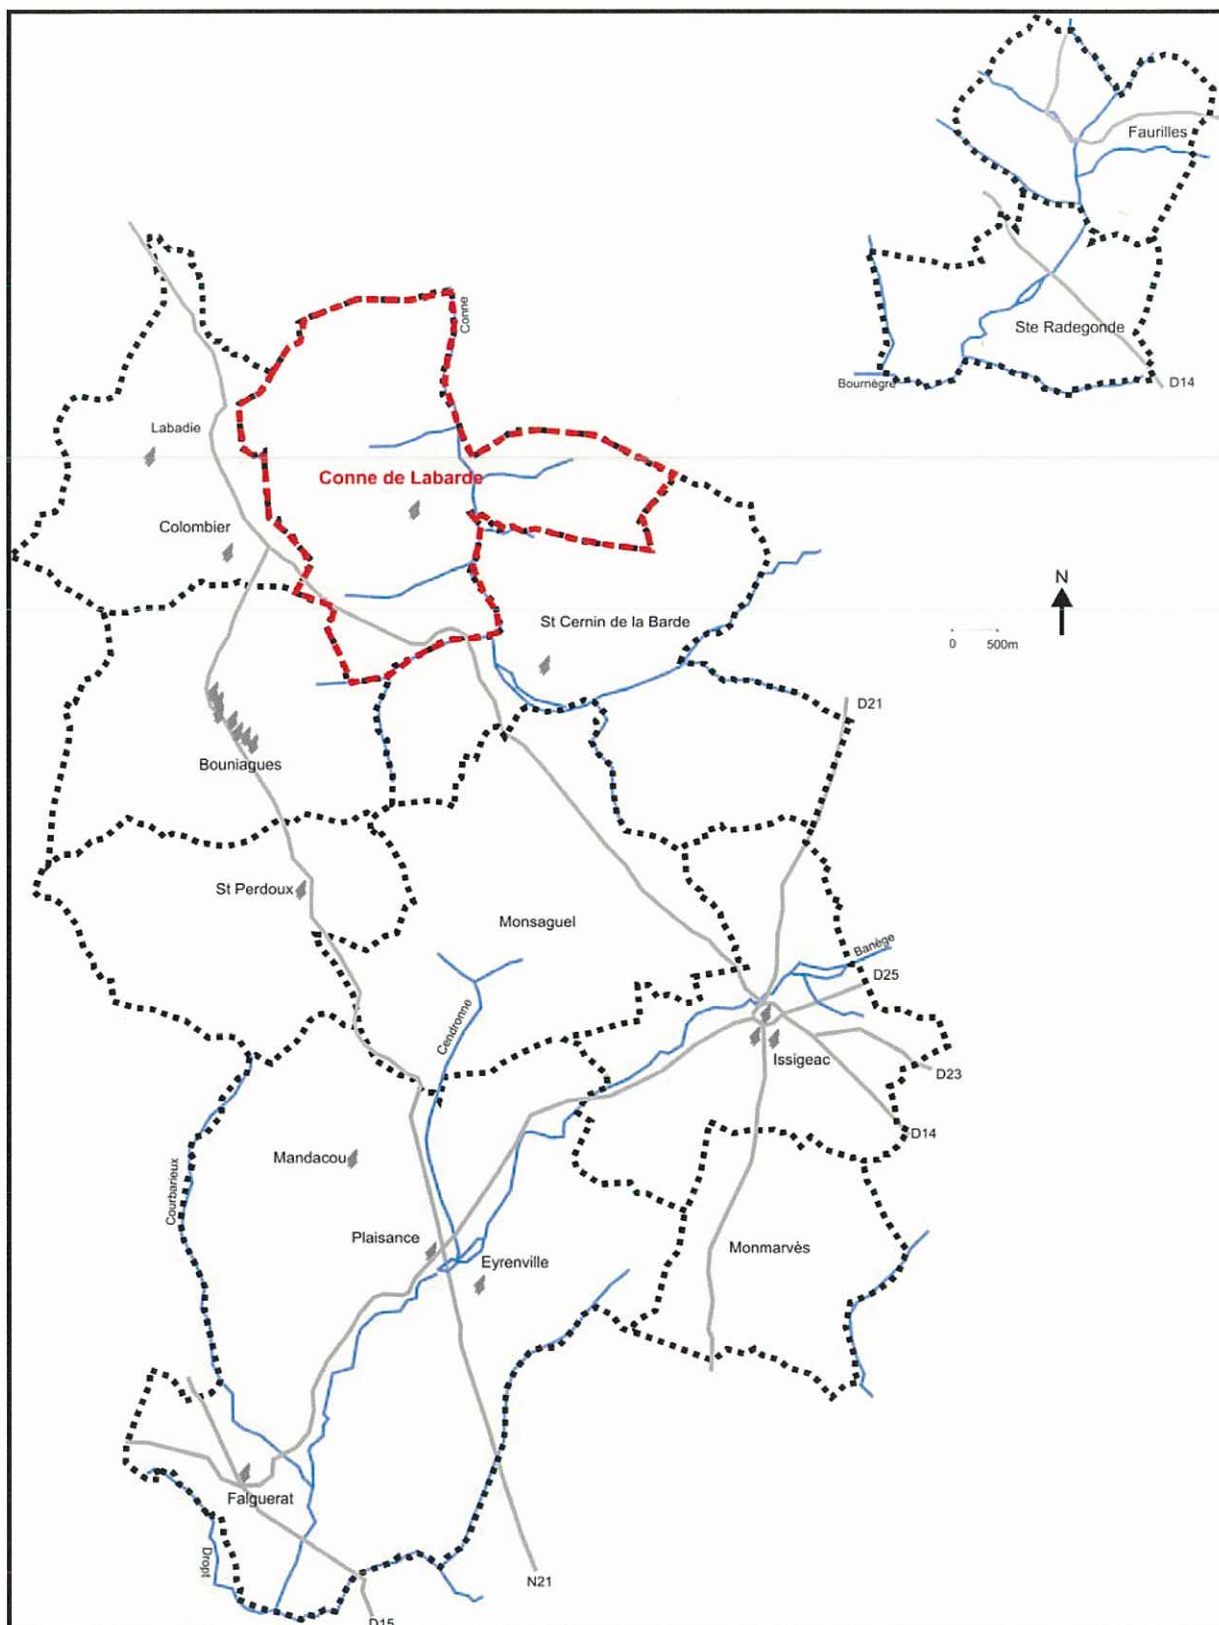 Faurilles
Conne
Ste Radegonde
Bournègre
D14
Labadie
Conne de Labarde
Colombier
N
St Cernin de la Barde
0 500m
D21
Bouniagues
St Perdoux
Monsaguel
Banège
D25
Cendronne
Issigeac
D23
D14
Mandacou
Courbarieux
Plaisance
Monmarvès
Eyrenville
Falguerat
Dropt
N21
D15